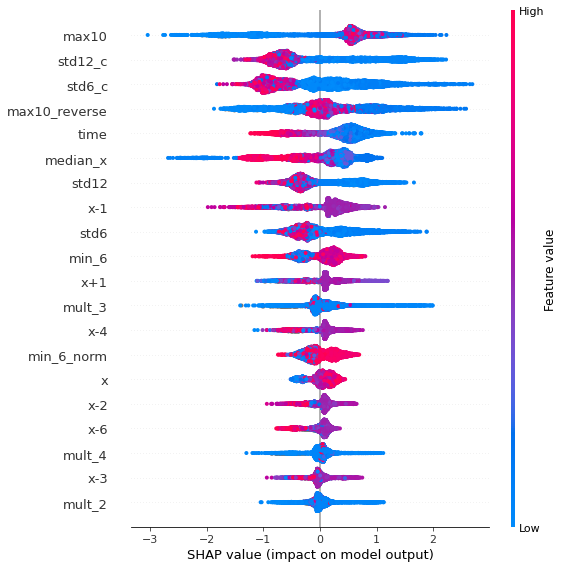 High
max10
std12_c
std6_c
max10_reverse
time
median_x
std12
x-1
std6
min_6
x+1
mult_3
x-4
min_6_norm
x
x-2
x-6
mult_4
x-3
mult_2
Feature value
Low
−3 −2 −1 0 1 2
SHAP value (impact on model output)